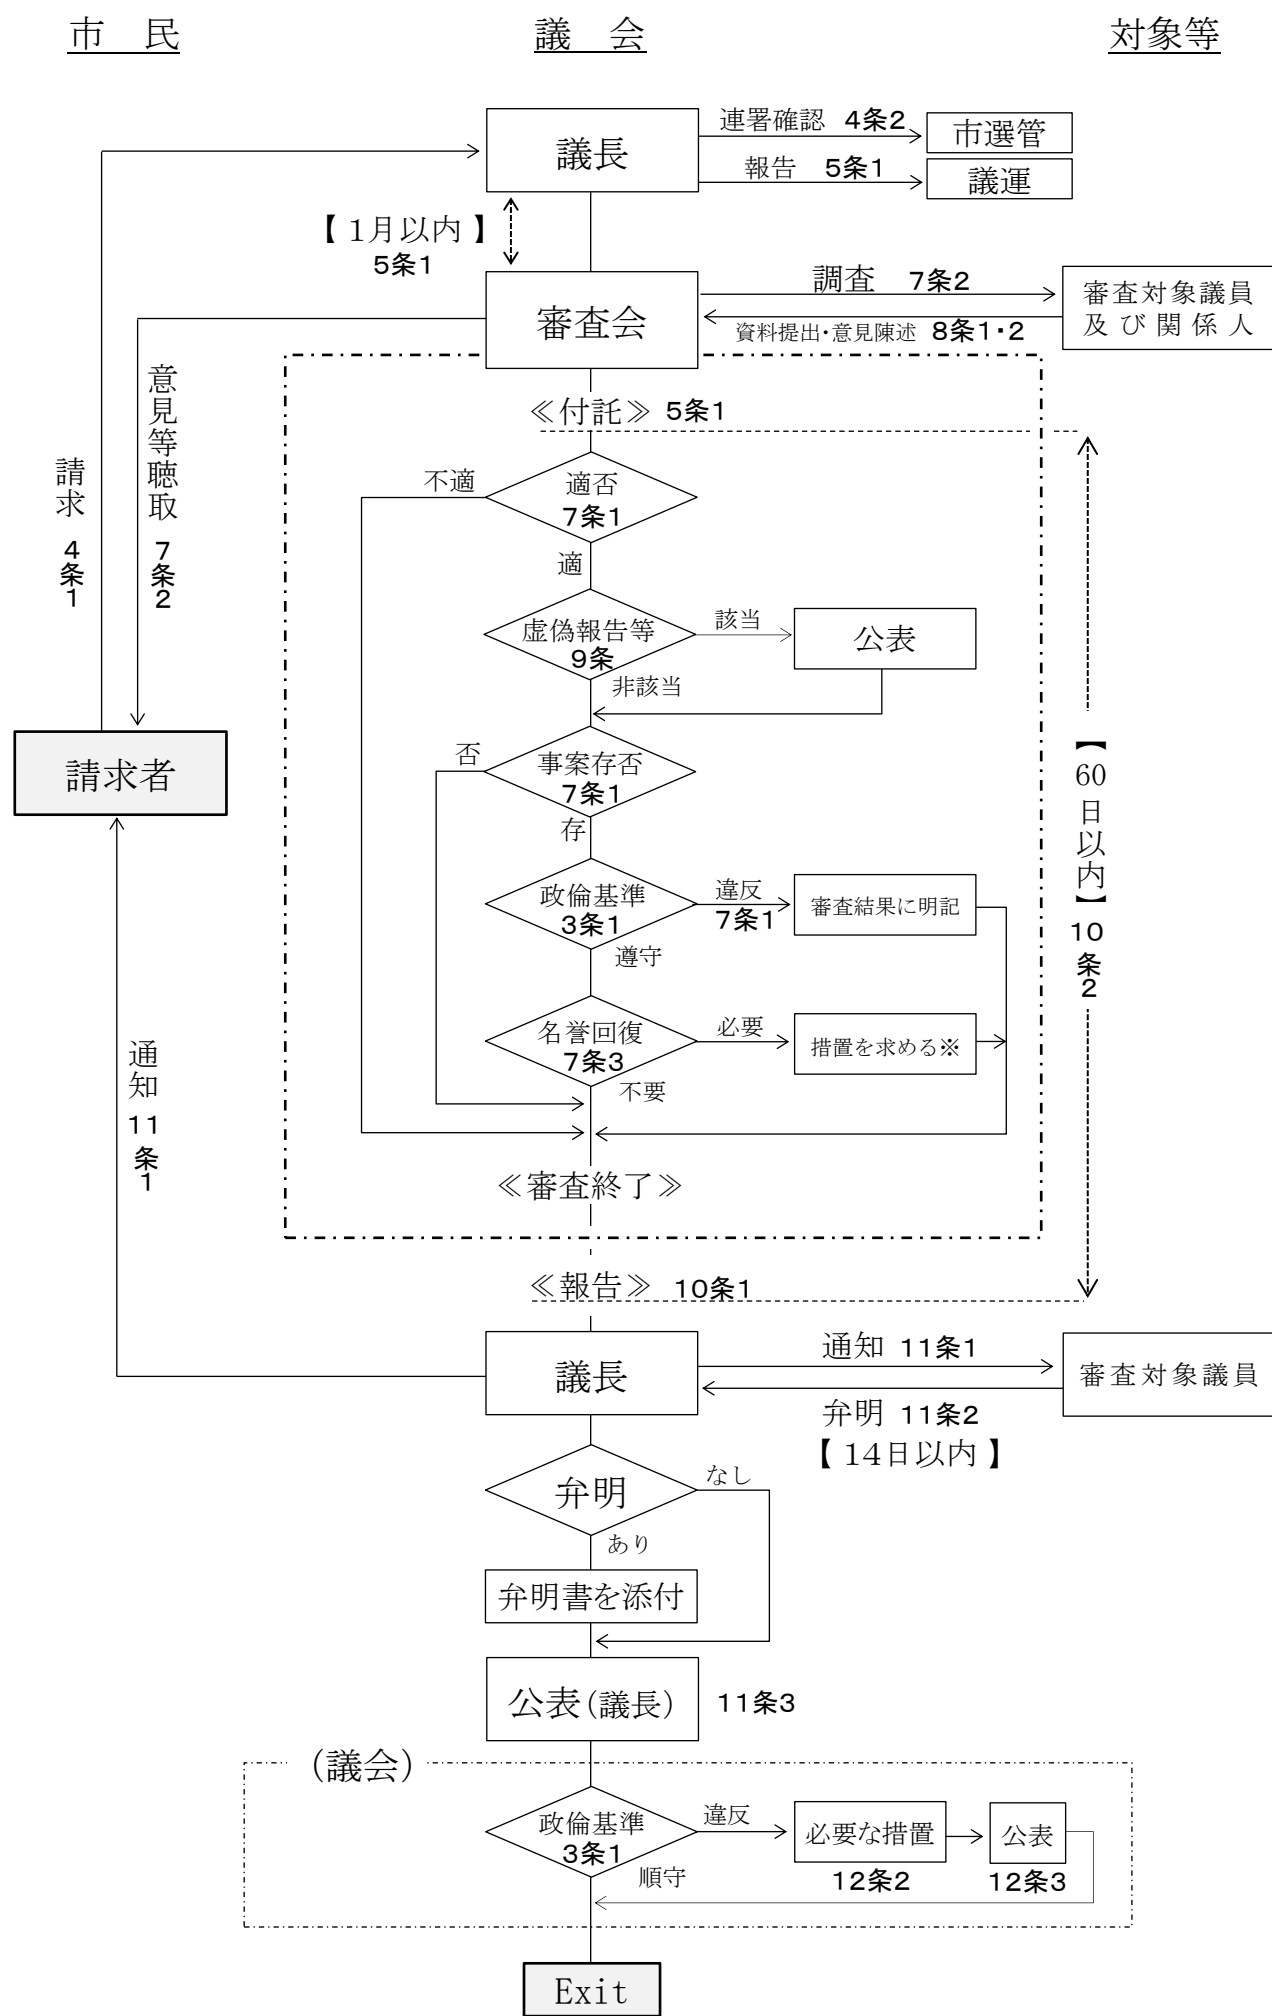 市　民
議　会
対象等
議長
連署確認 4条2
市選管
報告 5条1
議運
【 1月以内 】
5条1
審査会
調査 7条2
審査対象議員
及び関係人
資料提出・意見陳述 8条1・2
意見等聴取 7条2
請求 4条1
≪付託≫ 5条1
不適
適否
7条1
適
虚偽報告等
9条
該当
公表
非該当
請求者
否
事案存否
7条1
存
【 60日以内 】 10条2
政倫基準
3条1
違反
7条1
審査結果に明記
遵守
名誉回復
7条3
必要
措置を求める※
不要
通知 11条1
≪審査終了≫
≪報告≫ 10条1
議長
通知 11条1
審査対象議員
弁明 11条2
【 14日以内 】
弁明
なし
あり
弁明書を添付
公表(議長)
11条3
(議会)
政倫基準
3条1
違反
必要な措置
12条2
公表
12条3
順守
Exit